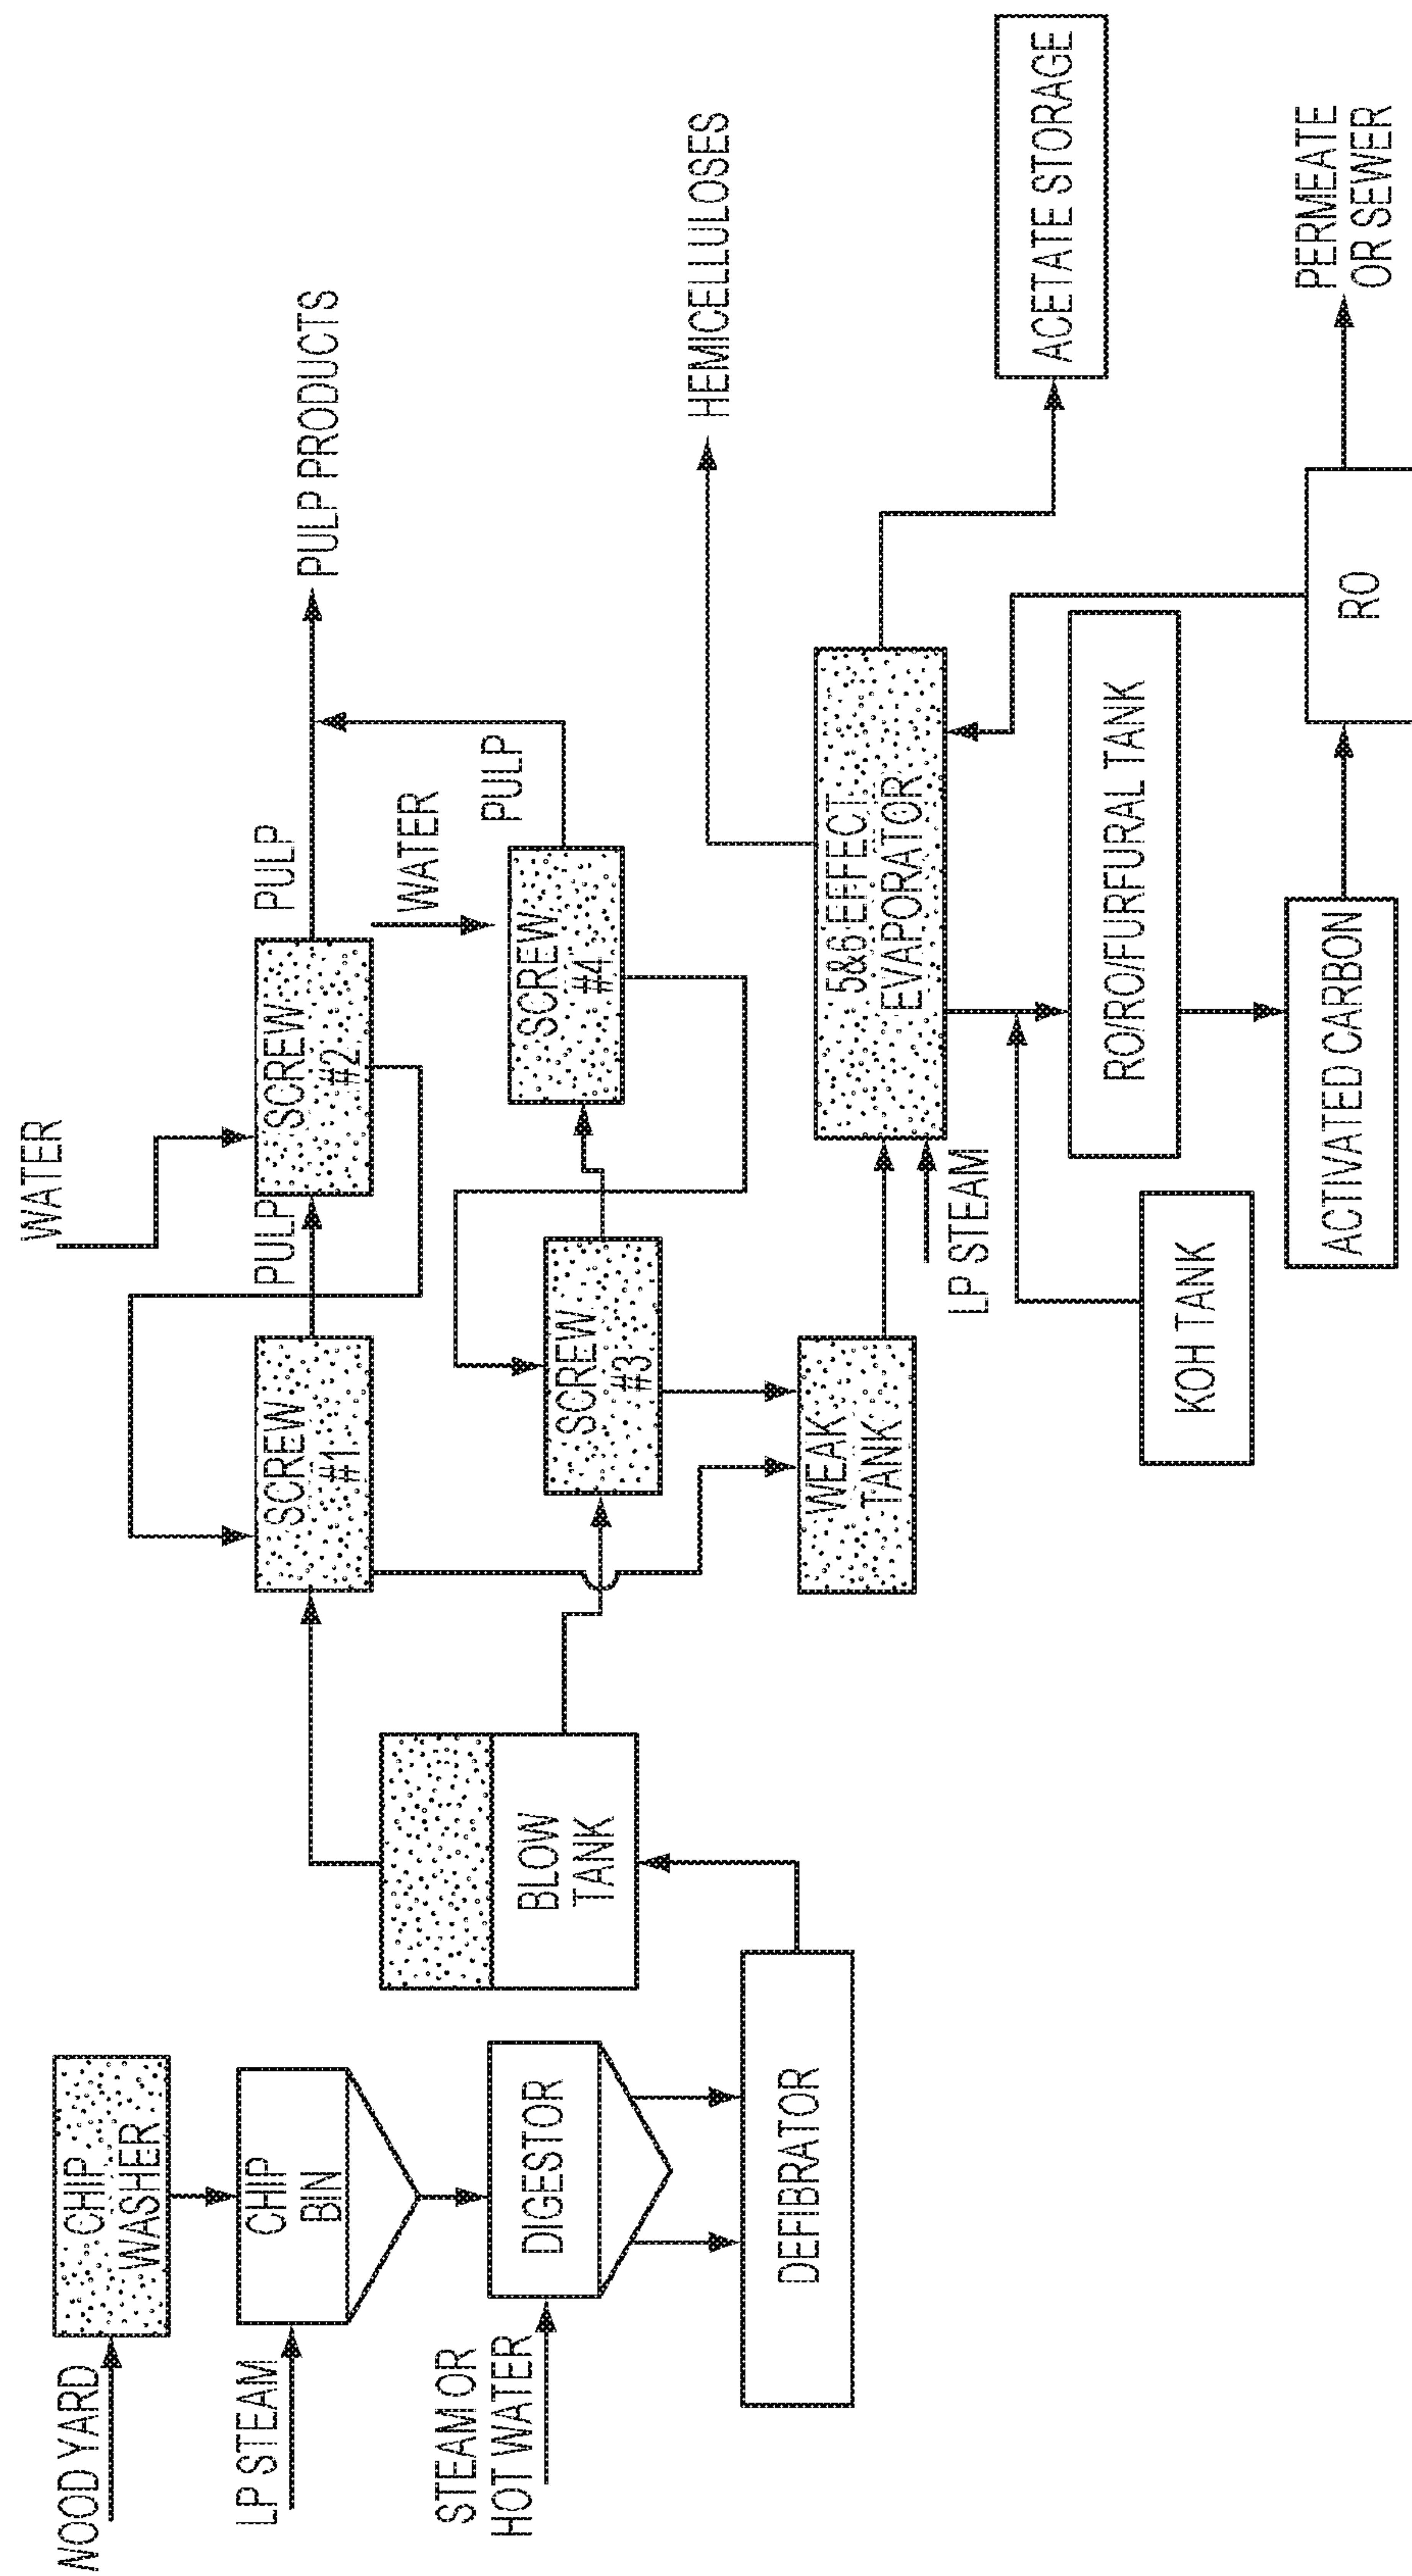 NOOD YARD
CHIP
WASHER
LP STEAM
CHIP
BIN
STEAM OR
HOT WATER
DIGESTOR
DEFIBRATOR
BLOW
TANK
WATER
SCREW
#1
PULP
SCREW
#2
PULP
PULP PRODUCTS
SCREW
#3
WATER
SCREW
#4
PULP
WEAK
TANK
LP STEAM
5&6 EFFECT
EVAPORATOR
HEMICELLULOSES
ACETATE STORAGE
KOH TANK
RO/RO/FURFURAL TANK
ACTIVATED CARBON
RO
PERMEATE
OR SEWER